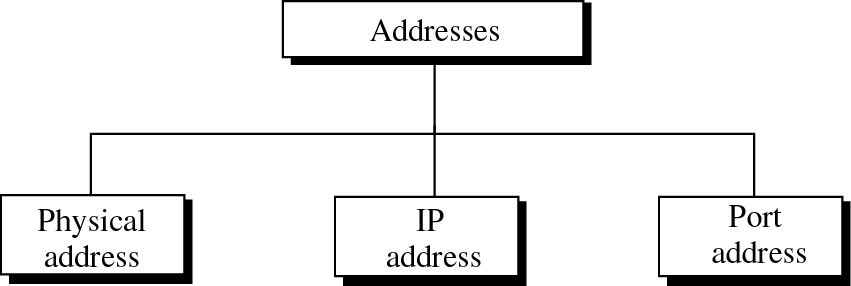 Addresses
Physical
address
IP
address
Port
address